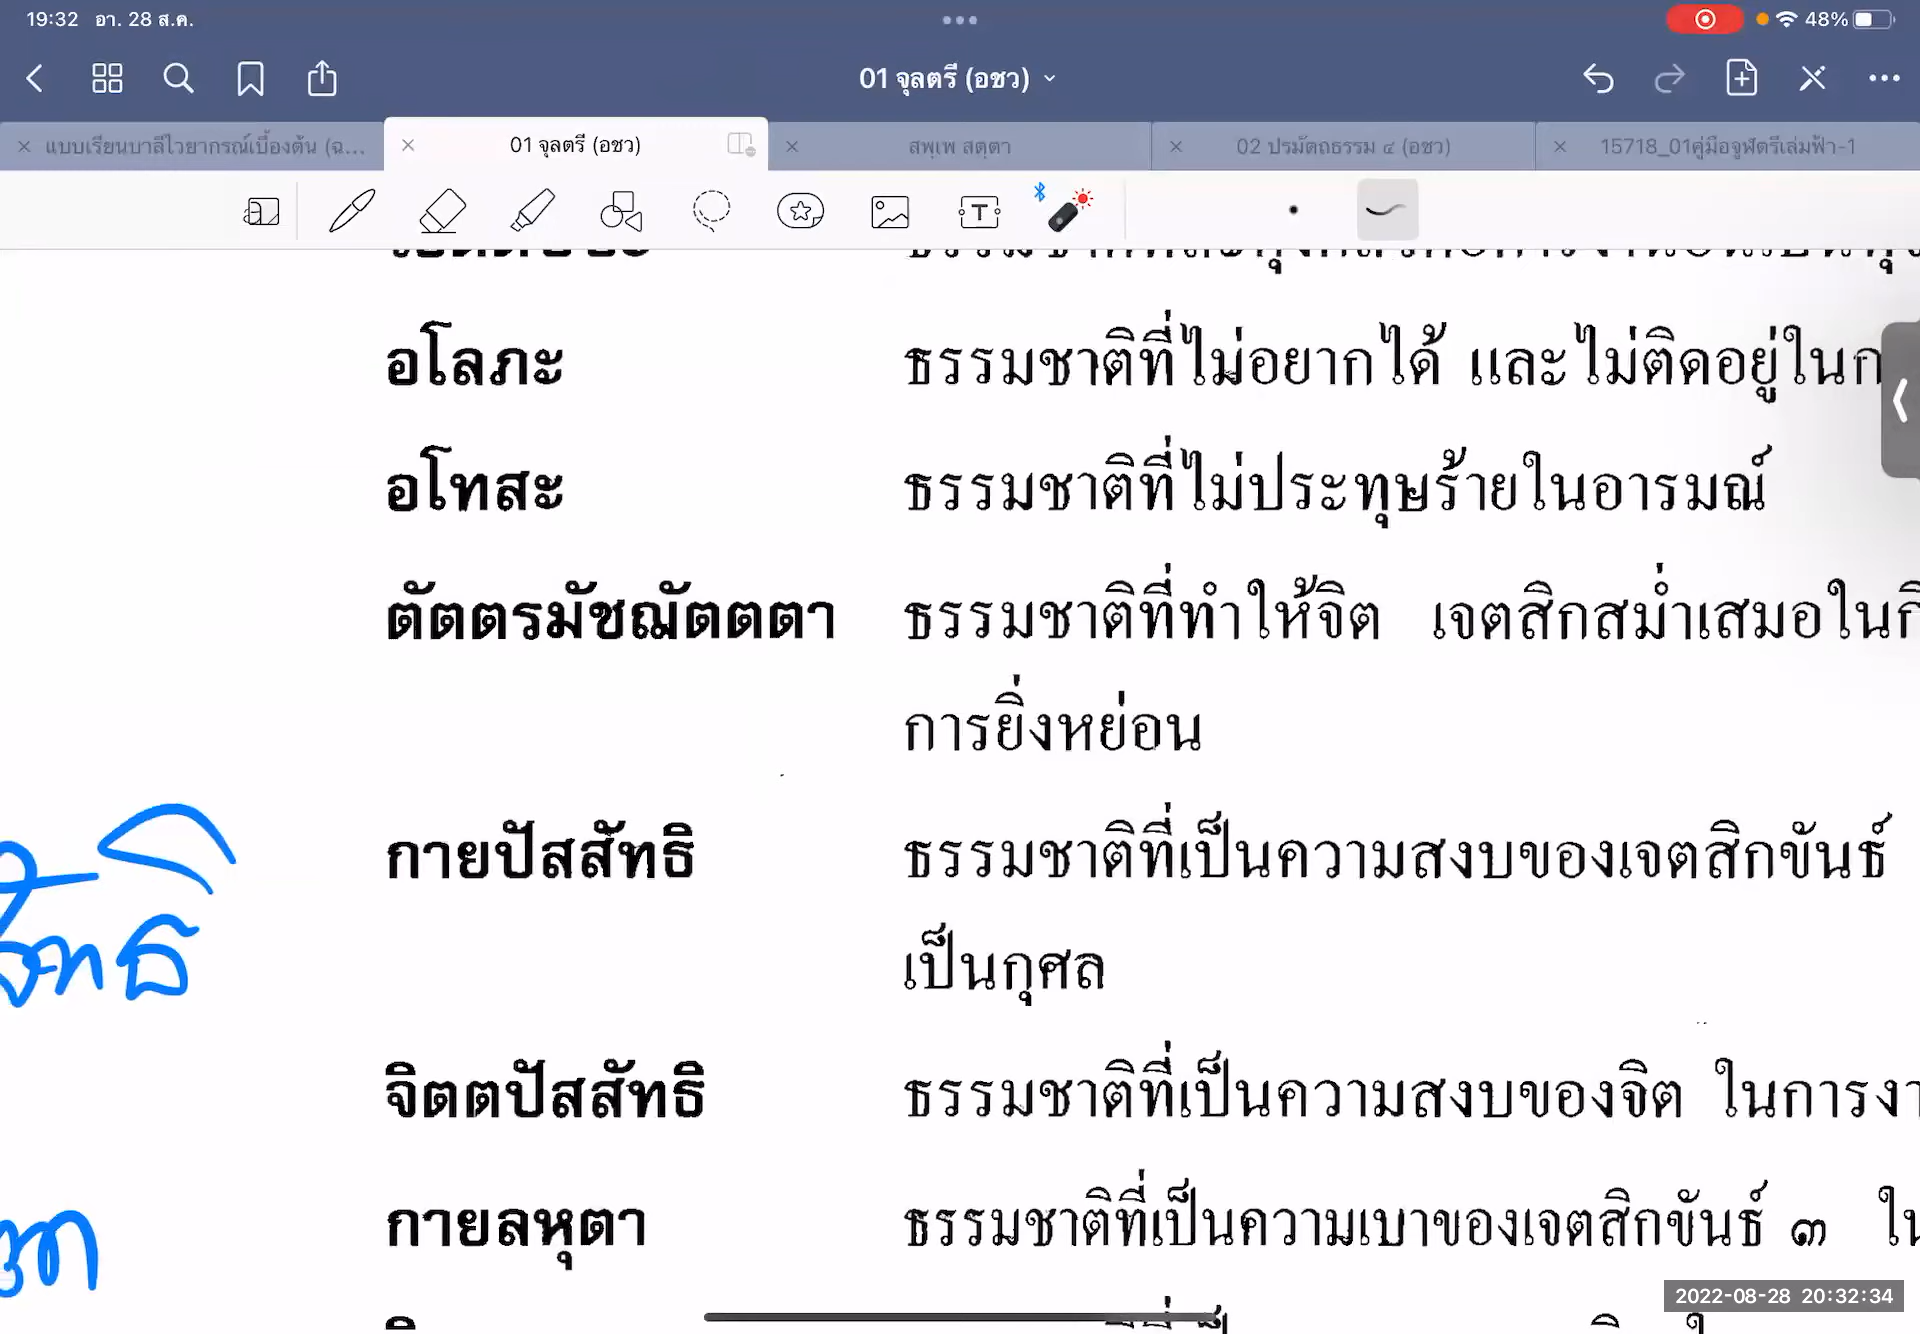 19:32 อา. 28 ส.ค.
48%
01 จุลตรี (อชว)
แบบเรียนบาลีไวยากรณ์เบื้องต้น (ฉ...
01 จุลตรี (อชว)
สพฺเพ สตฺตา
02 ปรมัตถธรรม ๔ (อชว)
15718_01คู่มือจูฬตรีเล่มฟ้า-1
อโลภะ ธรรมชาติที่ไม่อยากได้ และไม่ติดอยู่ใน
อโทสะ ธรรมชาติที่ไม่ประทุษร้ายในอารมณ์
ตัตตรมัชฌัตตตา ธรรมชาติที่ทำให้จิต เจตสิกสม่ำเสมอใน
การยิ่งหย่อน
กายปัสสัทธิ ธรรมชาติที่เป็นความสงบของเจตสิกขันธ์
เป็นกุศล
จิตตปัสสัทธิ ธรรมชาติที่เป็นความสงบของจิต ในการงา
กายลหุตา ธรรมชาติที่เป็นความเบาของเจตสิกขันธ์ ๓ ใน
2022-08-28 20:32:34